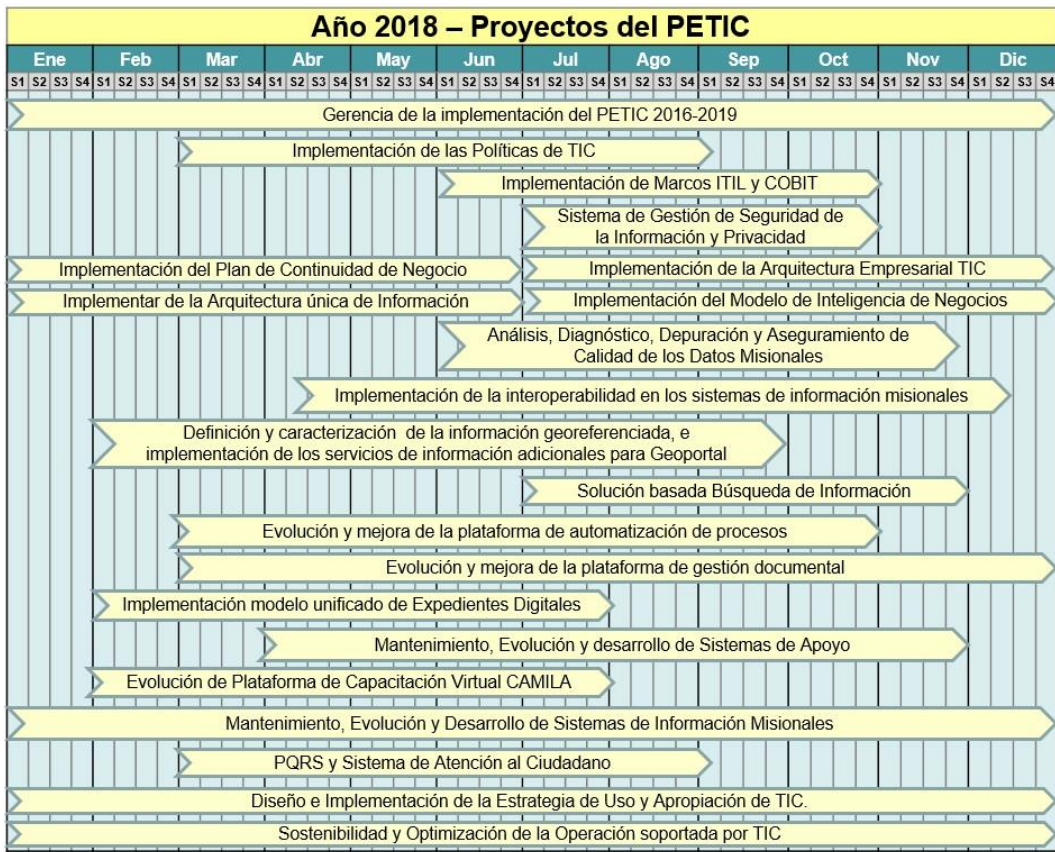 Año 2018 – Proyectos del PETIC
Ene Feb Mar Abr May Jun Jul Ago Sep Oct Nov Dic
S1 S2 S3 S4 S1 S2 S3 S4 S1 S2 S3 S4 S1 S2 S3 S4 S1 S2 S3 S4 S1 S2 S3 S4 S1 S2 S3 S4 S1 S2 S3 S4 S1 S2 S3 S4 S1 S2 S3 S4 S1 S2 S3 S4 S1 S2 S3 S4
Gerencia de la implementación del PETIC 2016-2019
Implementación de las Políticas de TIC
Implementación de Marcos ITIL y COBIT
Sistema de Gestión de Seguridad de
la Información y Privacidad
Implementación del Plan de Continuidad de Negocio
Implementación de la Arquitectura Empresarial TIC
Implementar de la Arquitectura única de Información
Implementación del Modelo de Inteligencia de Negocios
Análisis, Diagnóstico, Depuración y Aseguramiento de
Calidad de los Datos Misionales
Implementación de la interoperabilidad en los sistemas de información misionales
Definición y caracterización de la información georeferenciada, e
implementación de los servicios de información adicionales para Geoportal
Solución basada Búsqueda de Información
Evolución y mejora de la plataforma de automatización de procesos
Evolución y mejora de la plataforma de gestión documental
Implementación modelo unificado de Expedientes Digitales
Mantenimiento, Evolución y desarrollo de Sistemas de Apoyo
Evolución de Plataforma de Capacitación Virtual CAMILA
Mantenimiento, Evolución y Desarrollo de Sistemas de Información Misionales
PQRS y Sistema de Atención al Ciudadano
Diseño e Implementación de la Estrategia de Uso y Apropiación de TIC.
Sostenibilidad y Optimización de la Operación soportada por TIC